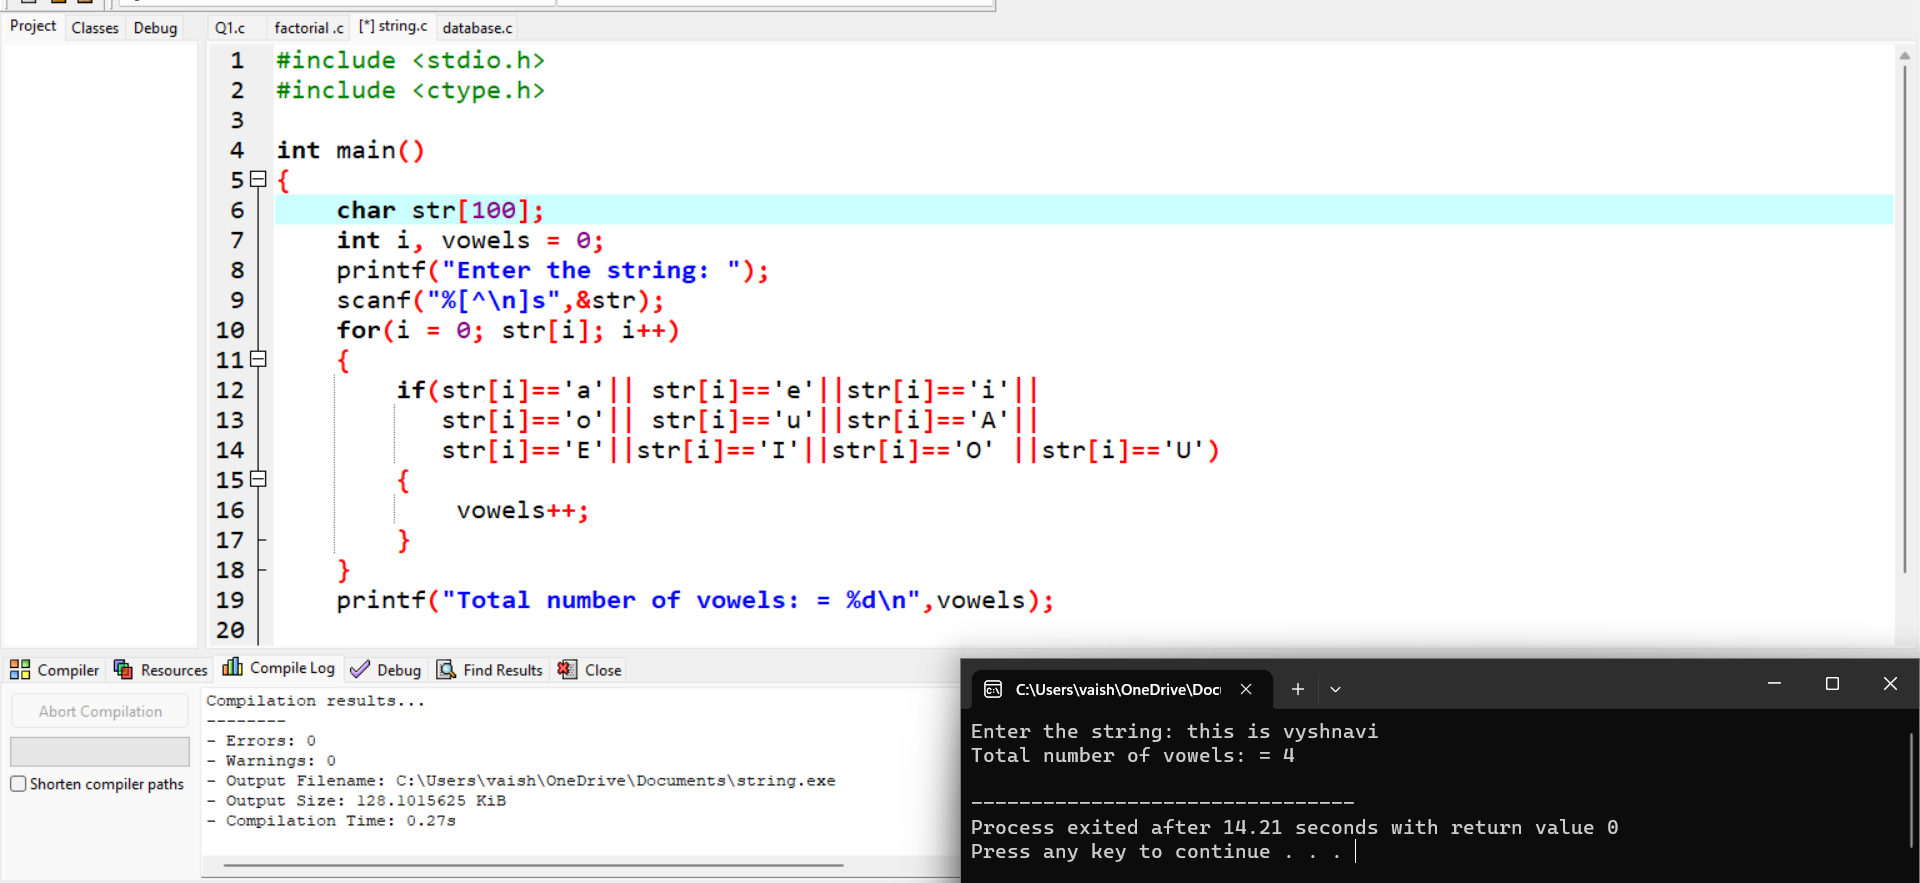 Project Classes Debug Q1.c factorial .c [*] string.c database.c
1 #include <stdio.h>
2 #include <ctype.h>
3
4 int main()
5 {
6     char str[100];
7     int i, vowels = 0;
8     printf("Enter the string: ");
9     scanf("%[^\n]s",&str);
10     for(i = 0; str[i]; i++)
11     {
12         if(str[i]=='a'|| str[i]=='e'||str[i]=='i'||
13            str[i]=='o'|| str[i]=='u'||str[i]=='A'||
14            str[i]=='E'||str[i]=='I'||str[i]=='O' ||str[i]=='U')
15         {
16             vowels++;
17         }
18     }
19     printf("Total number of vowels: = %d\n",vowels);
20
Compiler Resources Compile Log Debug Find Results Close
Abort Compilation
Shorten compiler paths
Compilation results...
--------
- Errors: 0
- Warnings: 0
- Output Filename: C:\Users\vaish\OneDrive\Documents\string.exe
- Output Size: 128.1015625 KiB
- Compilation Time: 0.27s
C:\Users\vaish\OneDrive\Docu
Enter the string: this is vyshnavi
Total number of vowels: = 4
--------------------------------
Process exited after 14.21 seconds with return value 0
Press any key to continue . . .